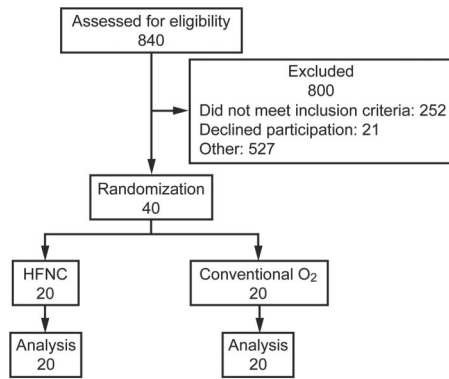 Assessed for eligibility
840
Excluded
800
Did not meet inclusion criteria: 252
Declined participation: 21
Other: 527
Randomization
40
HFNC
20
Conventional O₂
20
Analysis
20
Analysis
20